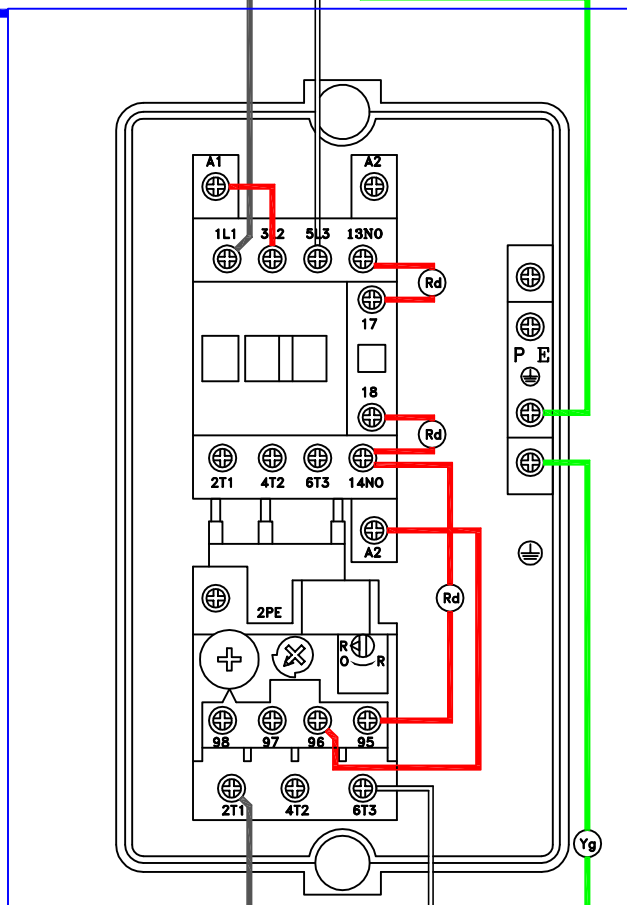 A1 A2
1L1 3L2 5L3 13NO
Rd
17
P E
18
Rd
2T1 4T2 6T3 14NO
A2
Rd
2PE
R
O R
98 97 96 95
2T1 4T2 6T3
Yg